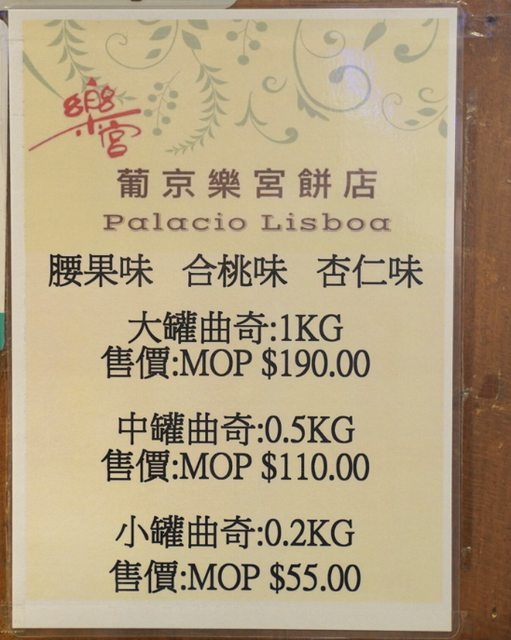 樂宮
葡京樂宮餅店
Palacio Lisboa
腰果味 合桃味 杏仁味
大罐曲奇:1KG
售價:MOP $190.00
中罐曲奇:0.5KG
售價:MOP $110.00
小罐曲奇:0.2KG
售價:MOP $55.00